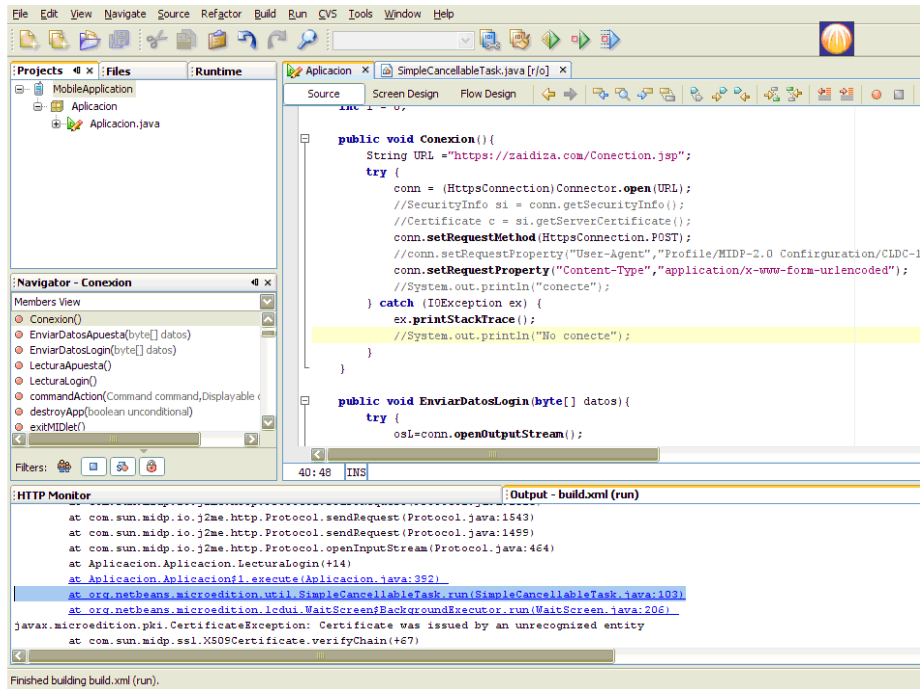 File Edit View Navigate Source Refactor Build Run CVS Tools Window Help
Projects Files Runtime
MobileApplication
Aplicacion
Aplicacion.java
Aplicacion SimpleCancellableTask.java [r/o]
Source Screen Design Flow Design
public void Conexion(){
String URL ="https://zaidiza.com/Conection.jsp";
try {
conn = (HttpsConnection)Connector.open(URL);
//SecurityInfo si = conn.getSecurityInfo();
//Certificate c = si.getServerCertificate();
conn.setRequestMethod(HttpsConnection.POST);
//conn.setRequestProperty("User-Agent","Profile/MIDP-2.0 Confirguration/CLDC-1
conn.setRequestProperty("Content-Type","application/x-www-form-urlencoded");
//System.out.println("conecte");
} catch (IOException ex) {
ex.printStackTrace();
//System.out.println("No conecte");
}
}
public void EnviarDatosLogin(byte[] datos){
try {
osL=conn.openOutputStream();
40:48 INS
Navigator - Conexion
Members View
Conexion()
EnviarDatosApuesta(byte[] datos)
EnviarDatosLogin(byte[] datos)
LecturaApuesta()
LecturaLogin()
commandAction(Command command,Displayable
destroyApp(boolean unconditional)
exitMIDlet()
Filters:
HTTP Monitor
Output - build.xml (run)
at com.sun.midp.io.j2me.http.Protocol.sendRequest(Protocol.java:1543)
at com.sun.midp.io.j2me.http.Protocol.sendRequest(Protocol.java:1499)
at com.sun.midp.io.j2me.http.Protocol.openInputStream(Protocol.java:464)
at Aplicacion.Aplicacion.LecturaLogin(+14)
at Aplicacion.Aplicacion$1.execute(Aplicacion.java:392)
at org.netbeans.microedition.util.SimpleCancellableTask.run(SimpleCancellableTask.java:103)
at org.netbeans.microedition.lcdui.WaitScreen$BackgroundExecutor.run(WaitScreen.java:206)
javax.microedition.pki.CertificateException: Certificate was issued by an unrecognized entity
at com.sun.midp.ssl.X509Certificate.verifyChain(+67)
Finished building build.xml (run).